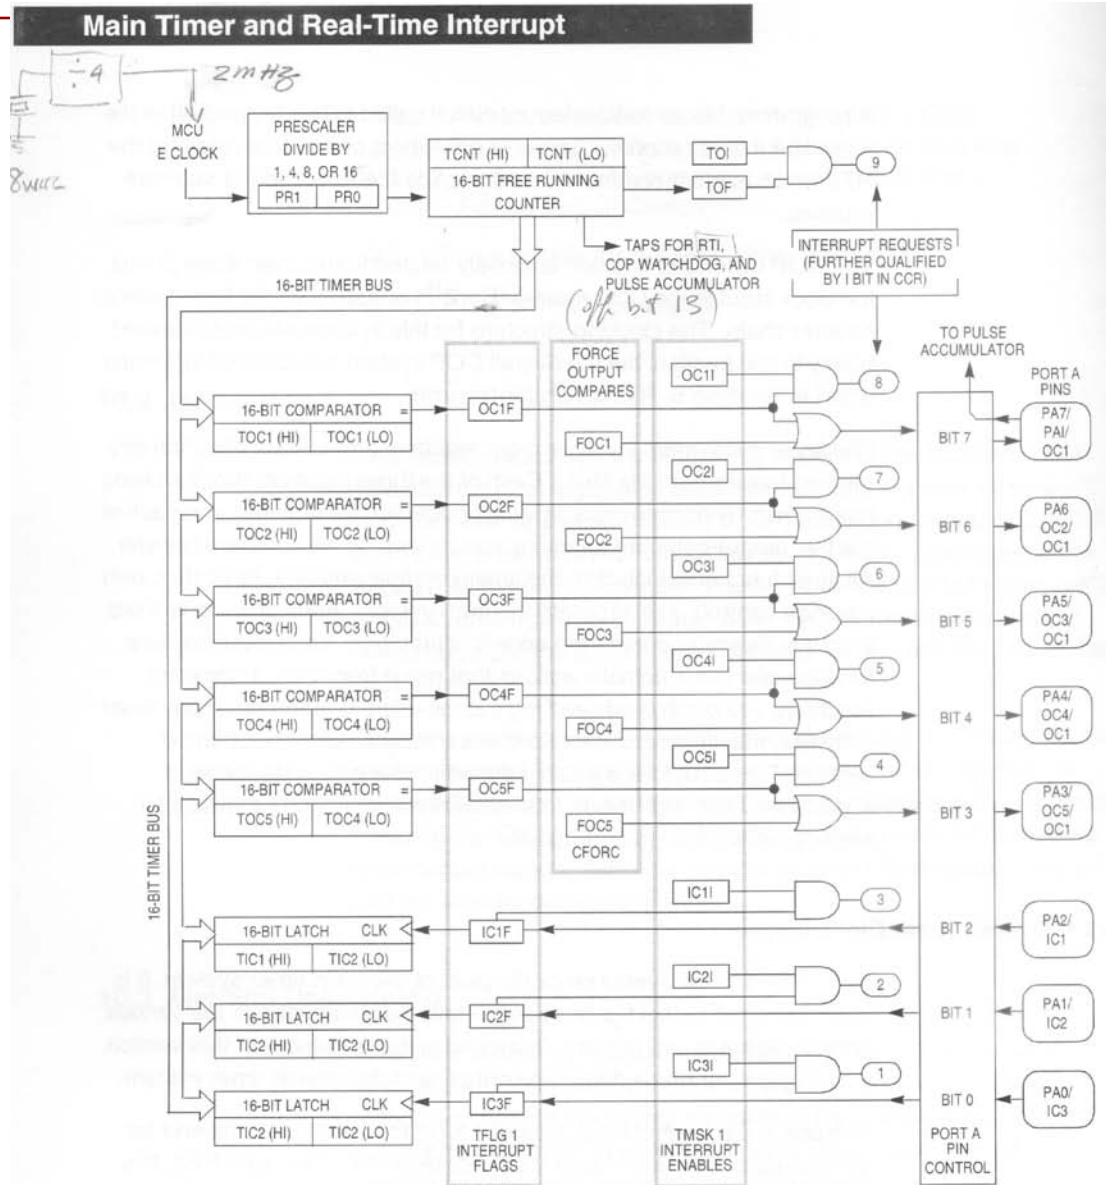 Main Timer and Real-Time Interrupt
÷4
2 mHz
MCU
E CLOCK
PRESCALER
DIVIDE BY
1, 4, 8, OR 16
PR1 PR0
TCNT (HI) TCNT (LO)
16-BIT FREE RUNNING
COUNTER
TOI
TOF
9
TAPS FOR RTI,
COP WATCHDOG, AND
PULSE ACCUMULATOR
(off bit 13)
INTERRUPT REQUESTS
(FURTHER QUALIFIED
BY I BIT IN CCR)
16-BIT TIMER BUS
TO PULSE
ACCUMULATOR
PORT A
PINS
FORCE
OUTPUT
COMPARES
OC1I
8
16-BIT COMPARATOR =
TOC1 (HI) TOC1 (LO)
OC1F
FOC1
BIT 7
PA7/
PAI/
OC1
OC2I
7
16-BIT COMPARATOR =
TOC2 (HI) TOC2 (LO)
OC2F
FOC2
BIT 6
PA6
OC2/
OC1
OC3I
6
16-BIT COMPARATOR =
TOC3 (HI) TOC3 (LO)
OC3F
FOC3
BIT 5
PA5/
OC3/
OC1
OC4I
5
16-BIT COMPARATOR =
TOC4 (HI) TOC4 (LO)
OC4F
FOC4
BIT 4
PA4/
OC4/
OC1
OC5I
4
16-BIT COMPARATOR =
TOC5 (HI) TOC4 (LO)
OC5F
FOC5
CFORC
BIT 3
PA3/
OC5/
OC1
16-BIT TIMER BUS
IC1I
3
16-BIT LATCH CLK
TIC1 (HI) TIC2 (LO)
IC1F
BIT 2
PA2/
IC1
IC2I
2
16-BIT LATCH CLK
TIC2 (HI) TIC2 (LO)
IC2F
BIT 1
PA1/
IC2
IC3I
1
16-BIT LATCH CLK
TIC2 (HI) TIC2 (LO)
IC3F
BIT 0
PA0/
IC3
TFLG 1
INTERRUPT
FLAGS
TMSK 1
INTERRUPT
ENABLES
PORT A
PIN
CONTROL